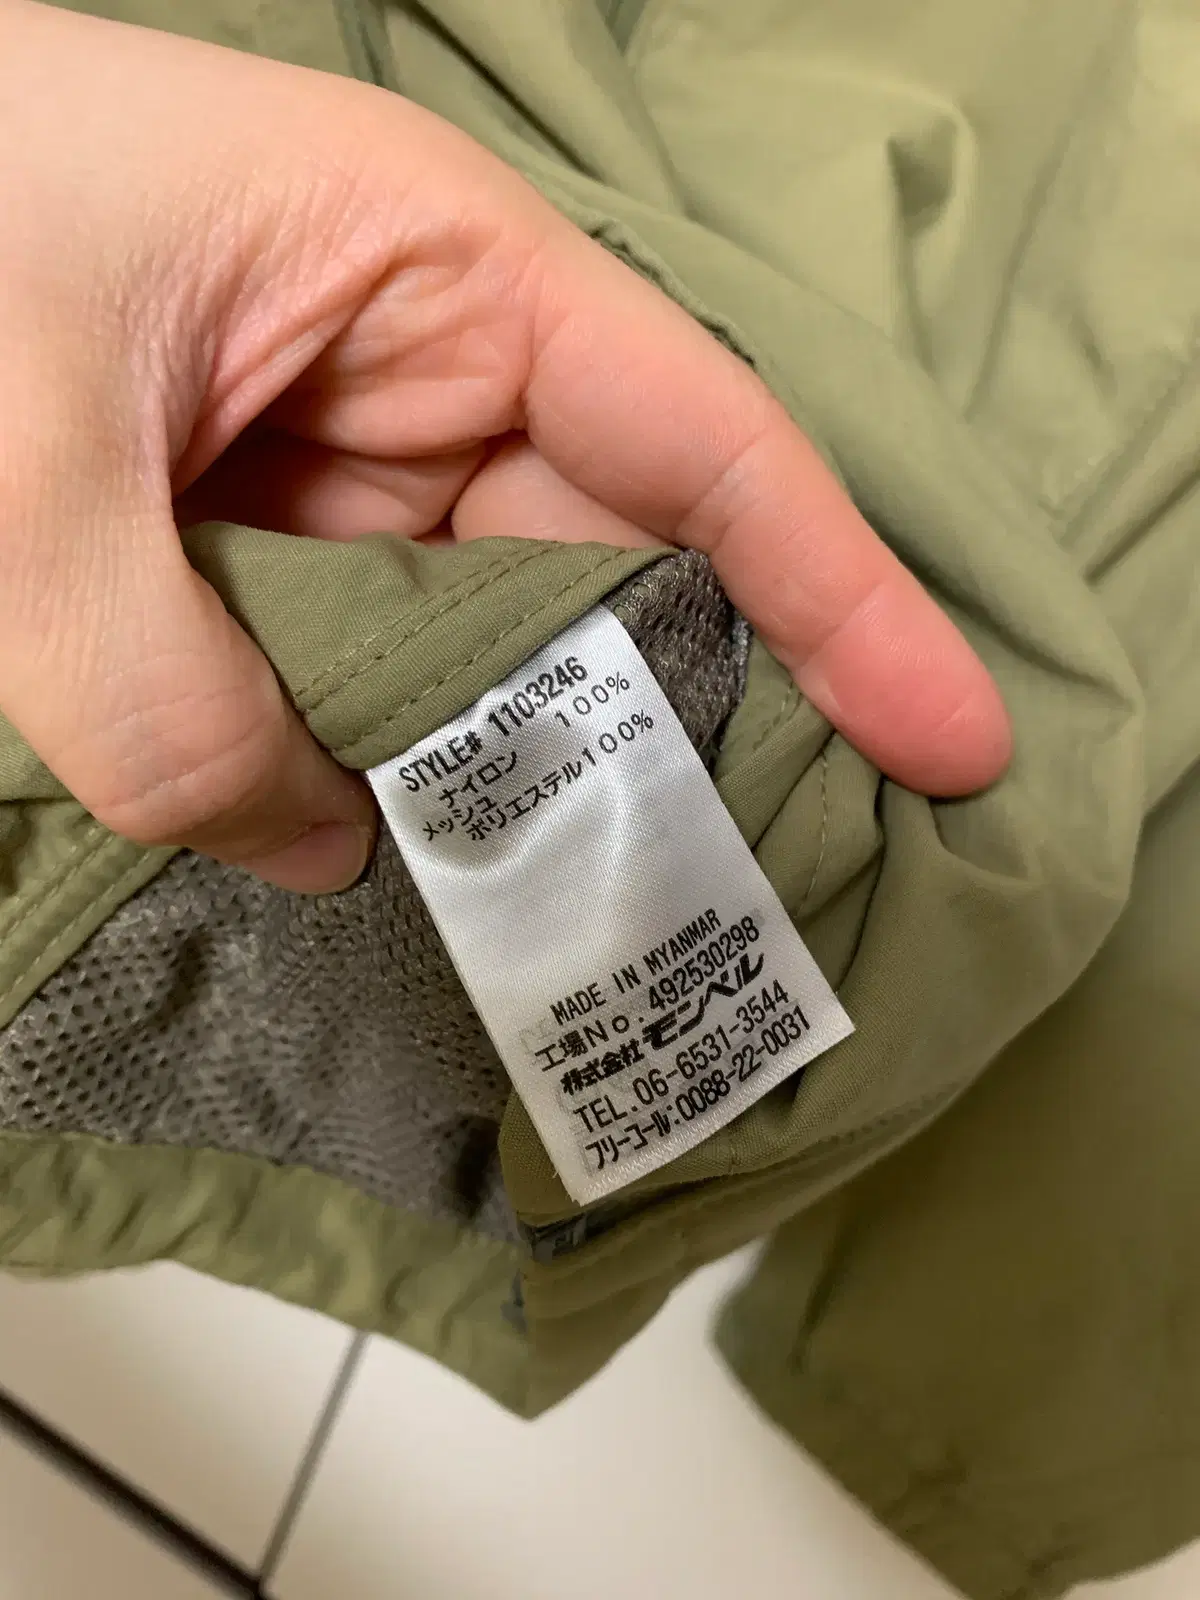 STYLE# 1103246
ナイロン 100%
メッシュ
ポリエステル100%
MADE IN MYANMAR
工場No. 492530298
株式会社 モンベル
TEL. 06-6531-3544
フリーコール:0088-22-0031